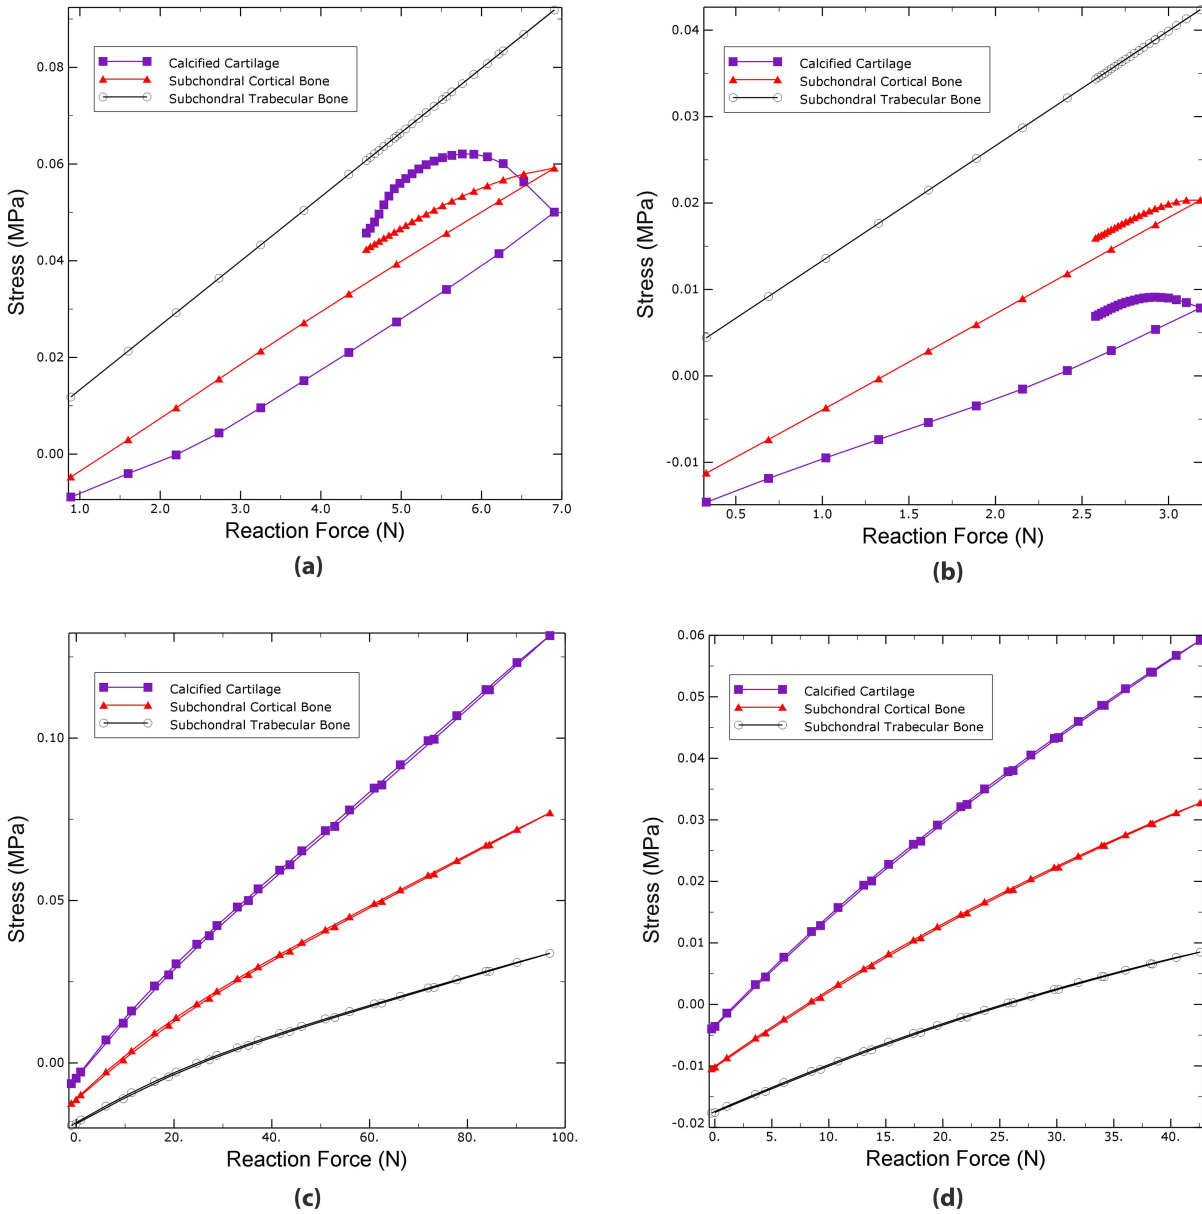 0.08
0.06
0.04
0.02
0.00
Stress (MPa)
Calcified Cartilage
Subchondral Cortical Bone
Subchondral Trabecular Bone
1.0 2.0 3.0 4.0 5.0 6.0 7.0
Reaction Force (N)
(a)
0.04
0.03
0.02
0.01
0.00
-0.01
Stress (MPa)
Calcified Cartilage
Subchondral Cortical Bone
Subchondral Trabecular Bone
0.5 1.0 1.5 2.0 2.5 3.0
Reaction Force (N)
(b)
0.10
0.05
0.00
Stress (MPa)
Calcified Cartilage
Subchondral Cortical Bone
Subchondral Trabecular Bone
0. 20. 40. 60. 80. 100.
Reaction Force (N)
(c)
0.06
0.05
0.04
0.03
0.02
0.01
0.00
-0.01
-0.02
Stress (MPa)
Calcified Cartilage
Subchondral Cortical Bone
Subchondral Trabecular Bone
0. 5. 10. 15. 20. 25. 30. 35. 40.
Reaction Force (N)
(d)